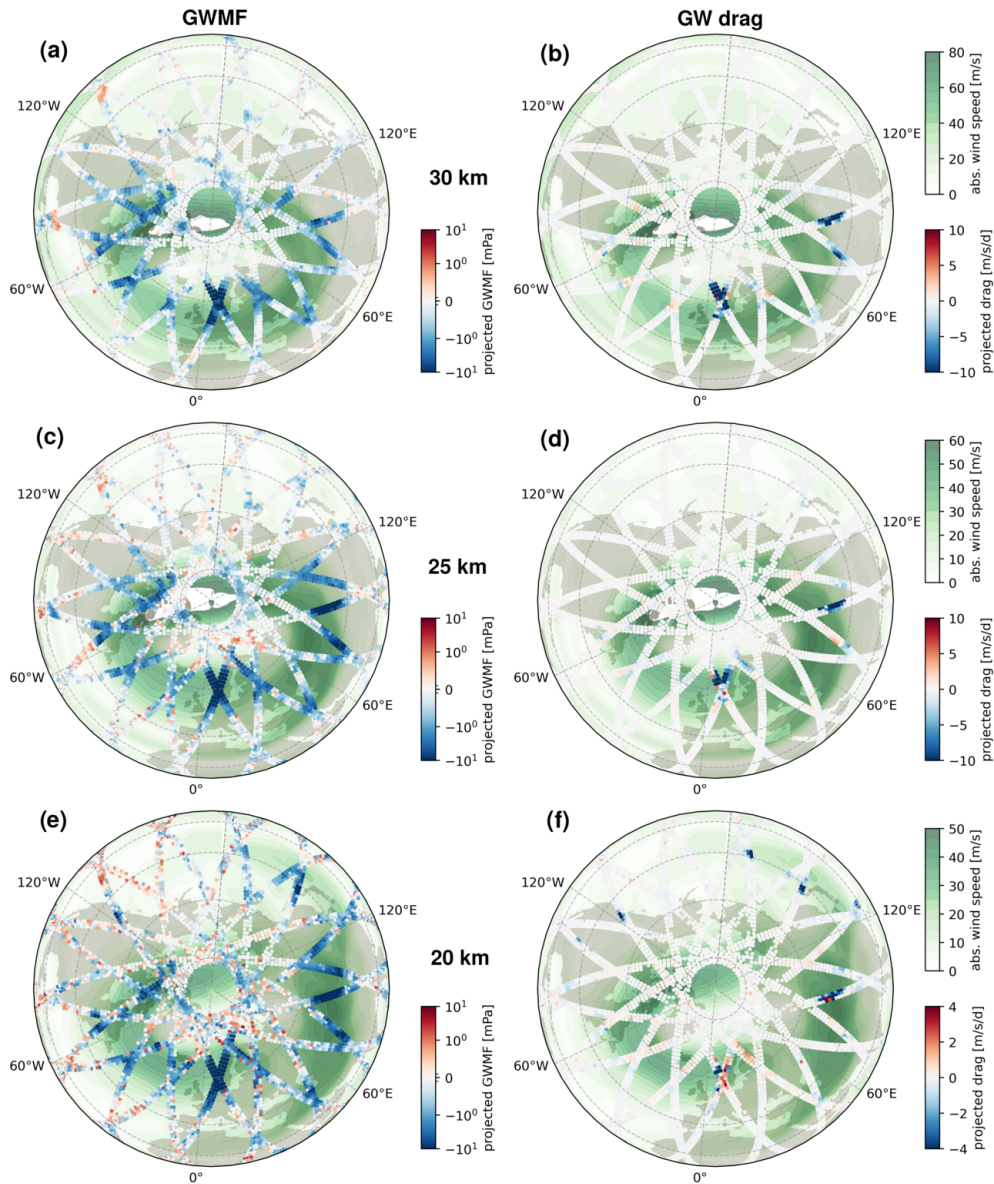 GWMF
GW drag
(a)
(b)
120°W
120°E
60°W
60°E
0°
120°W
120°E
60°W
60°E
0°
30 km
10¹
10⁰
0
−10⁰
−10¹
projected GWMF [mPa]
80
60
40
20
0
abs. wind speed [m/s]
10
5
0
−5
−10
projected drag [m/s/d]
(c)
(d)
120°W
120°E
60°W
60°E
0°
120°W
120°E
60°W
60°E
0°
25 km
10¹
10⁰
0
−10⁰
−10¹
projected GWMF [mPa]
60
50
40
30
20
10
0
abs. wind speed [m/s]
10
5
0
−5
−10
projected drag [m/s/d]
(e)
(f)
120°W
120°E
60°W
60°E
0°
120°W
120°E
60°W
60°E
0°
20 km
10¹
10⁰
0
−10⁰
−10¹
projected GWMF [mPa]
50
40
30
20
10
0
abs. wind speed [m/s]
4
2
0
−2
−4
projected drag [m/s/d]